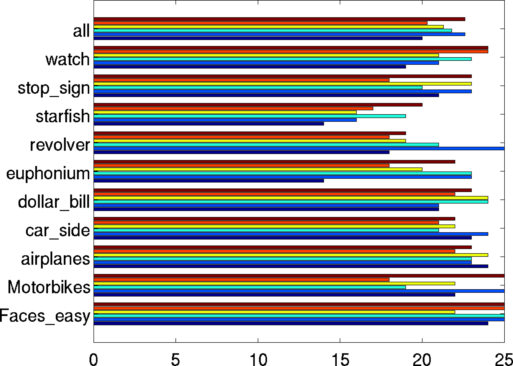 all
watch
stop_sign
starfish
revolver
euphonium
dollar_bill
car_side
airplanes
Motorbikes
Faces_easy
0 5 10 15 20 25